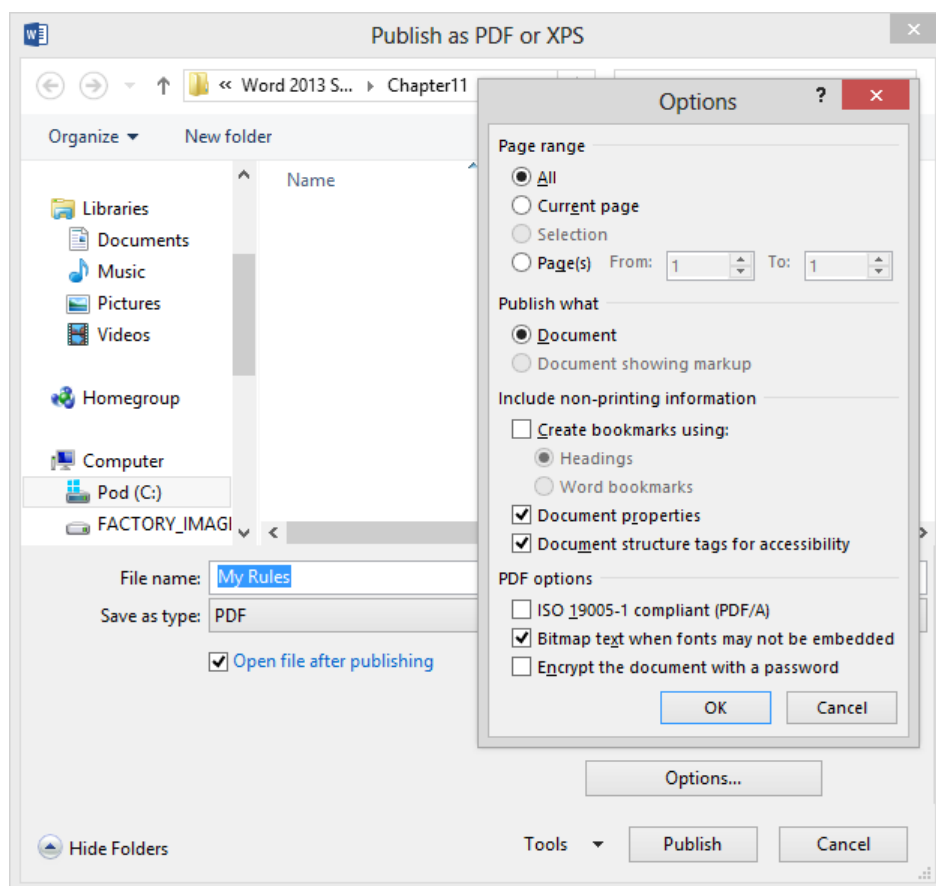 Publish as PDF or XPS
« Word 2013 S... Chapter11
Organize New folder
Name
Libraries
Documents
Music
Pictures
Videos
Homegroup
Computer
Pod (C:)
FACTORY_IMAGI
File name: My Rules
Save as type: PDF
Open file after publishing
Options ?
Page range
All
Current page
Selection
Page(s) From: 1 To: 1
Publish what
Document
Document showing markup
Include non-printing information
Create bookmarks using:
Headings
Word bookmarks
Document properties
Document structure tags for accessibility
PDF options
ISO 19005-1 compliant (PDF/A)
Bitmap text when fonts may not be embedded
Encrypt the document with a password
OK Cancel
Options...
Hide Folders Tools Publish Cancel